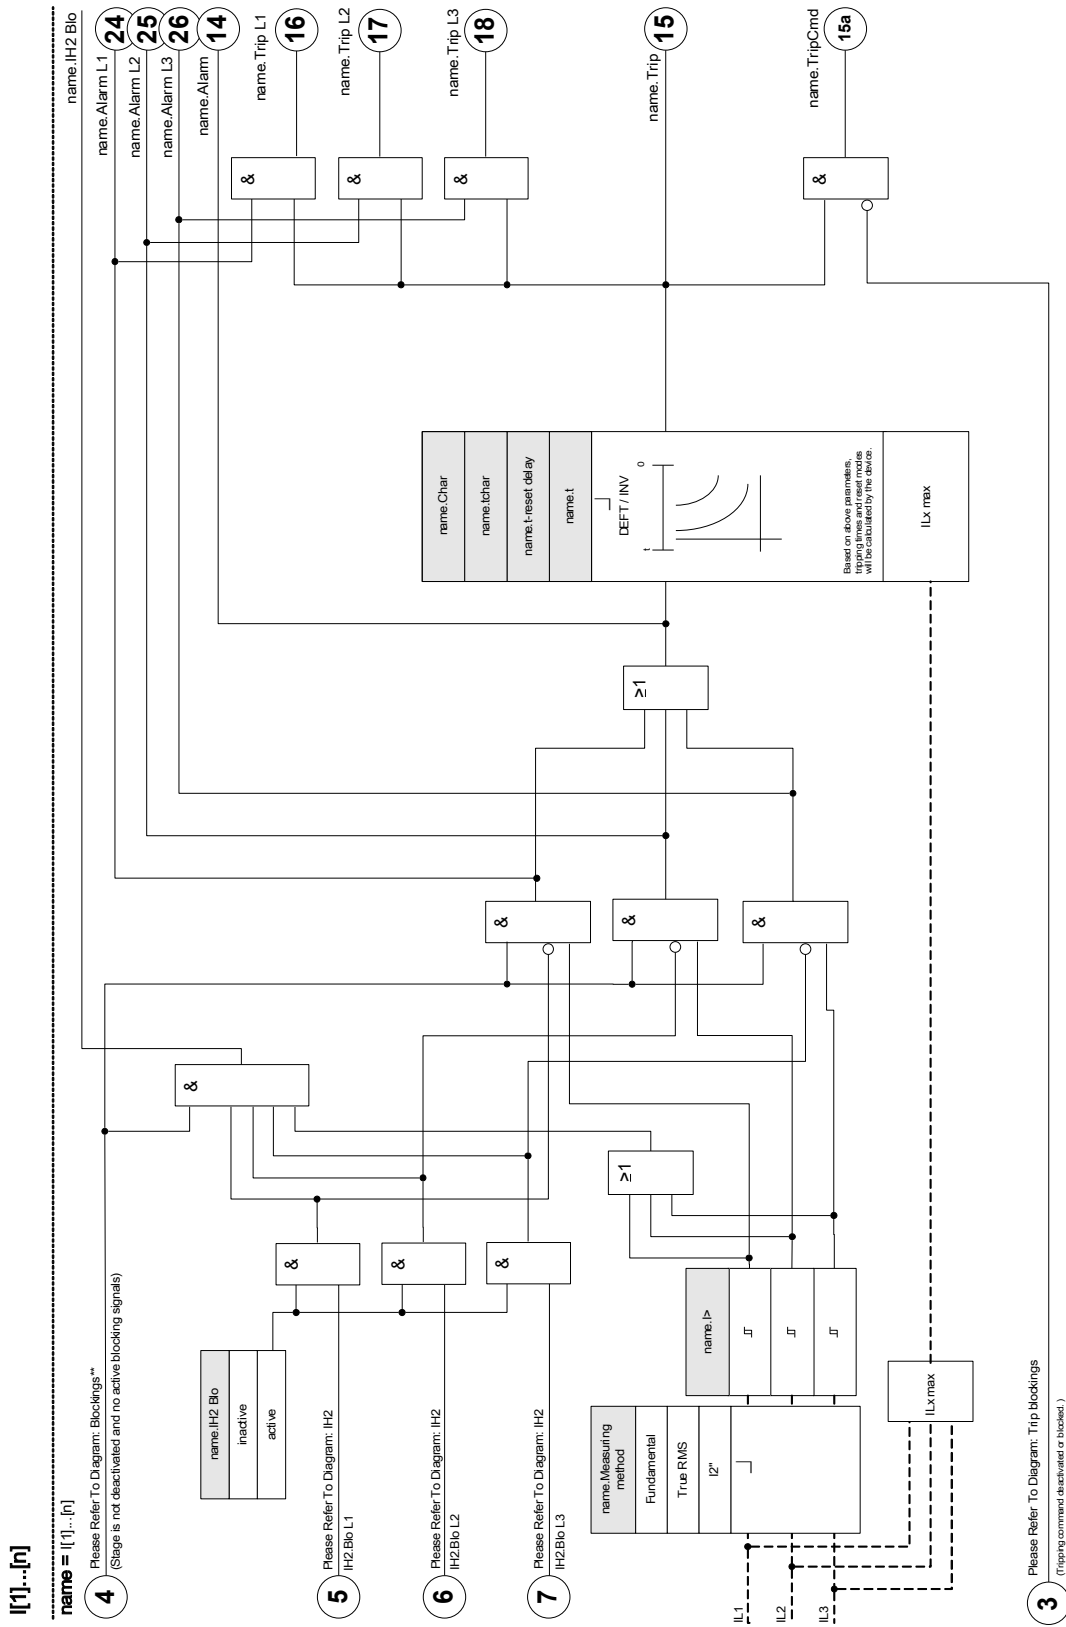 I[1]...[n]
name = I[1]...[n]
4
Please Refer To Diagram: Blockings**
(Stage is not deactivated and no active blocking signals)
name.IH2 Blo
inactive
active
5
Please Refer To Diagram: IH2
IH2.Blo L1
6
Please Refer To Diagram: IH2
IH2.Blo L2
7
Please Refer To Diagram: IH2
IH2.Blo L3
&
&
&
&
name.Measuring
method
Fundamental
True RMS
I2"
IL1
IL2
IL3
name.I>
ILx max
≥1
&
&
&
≥1
name.Char
name.tchar
name.t-reset delay
name.t
DEFT / INV
t
0
Based on above parameters,
tripping times and reset modes
will be calculated by the device.
ILx max
&
&
&
&
name.IH2 Blo
name.Alarm L1
24
name.Alarm L2
25
name.Alarm L3
26
name.Alarm
14
name.Trip L1
16
name.Trip L2
17
name.Trip L3
18
name.Trip
15
name.TripCmd
15a
3
Please Refer To Diagram: Trip blockings
(Tripping command deactivated or blocked. )